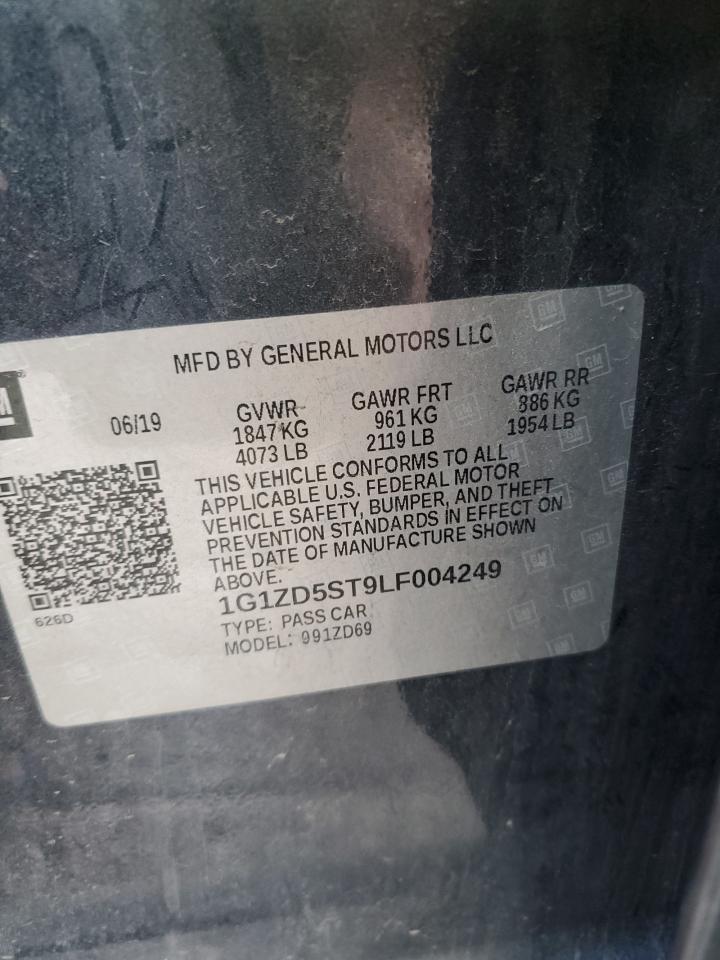 MFD BY GENERAL MOTORS LLC
06/19
GVWR
1847 KG
4073 LB
GAWR FRT
961 KG
2119 LB
GAWR RR
886 KG
1954 LB
THIS VEHICLE CONFORMS TO ALL
APPLICABLE U.S. FEDERAL MOTOR
VEHICLE SAFETY, BUMPER, AND THEFT
PREVENTION STANDARDS IN EFFECT ON
THE DATE OF MANUFACTURE SHOWN
ABOVE.
1G1ZD5ST9LF004249
TYPE: PASS CAR
MODEL: 991ZD69
626D
GM